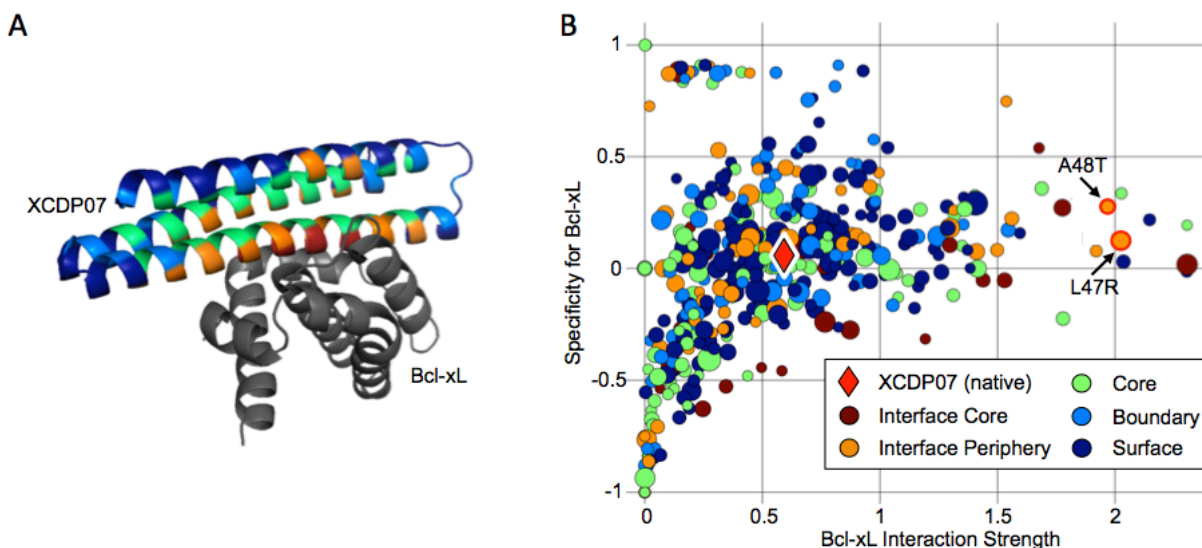 A
XCDP07
Bcl-xL
B
Specificity for Bcl-xL
1
0.5
0
-0.5
-1
A48T
L47R
XCDP07 (native)
Interface Core
Interface Periphery
Core
Boundary
Surface
0
0.5
1
1.5
2
Bcl-xL Interaction Strength